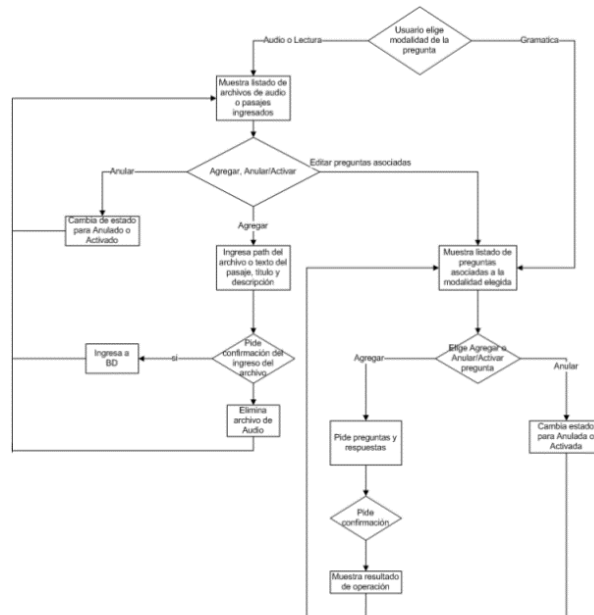 Usuario elige
modalidad de la
pregunta
Audio o Lectura
Gramatica
Muestra listado de
archivos de audio
o pasajes
ingresados
Agregar, Anular/Activar
Editar preguntas asociadas
Anular
Cambia de estado
para Anulado o
Activado
Agregar
Ingresa path del
archivo o texto del
pasaje, título y
descripción
Muestra listado de
preguntas
asociadas a la
modalidad elegida
Pide
confirmación del
ingreso del
archivo
si
Ingresa a
BD
Elimina
archivo de
Audio
Elige Agregar o
Anular/Activar
pregunta
Agregar
Anular
Pide preguntas y
respuestas
Cambia estado
para Anulada o
Activada
Pide
confirmación
Muestra resultado
de operación